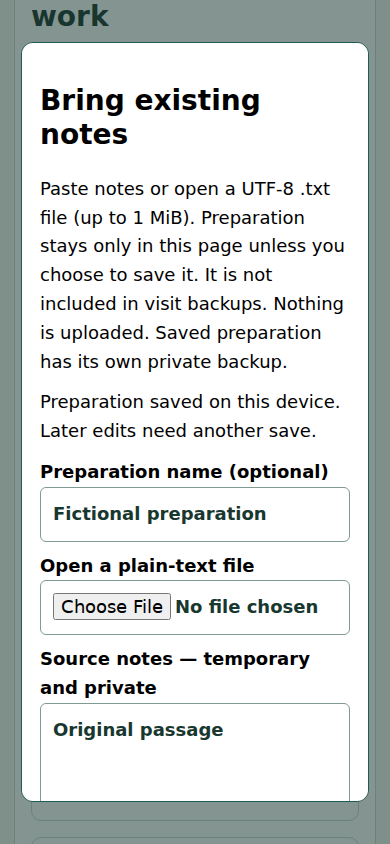 work
Bring existing
notes
Paste notes or open a UTF-8 .txt
file (up to 1 MiB). Preparation
stays only in this page unless you
choose to save it. It is not
included in visit backups. Nothing
is uploaded. Saved preparation
has its own private backup.
Preparation saved on this device.
Later edits need another save.
Preparation name (optional)
Fictional preparation
Open a plain-text file
Choose File No file chosen
Source notes — temporary
and private
Original passage